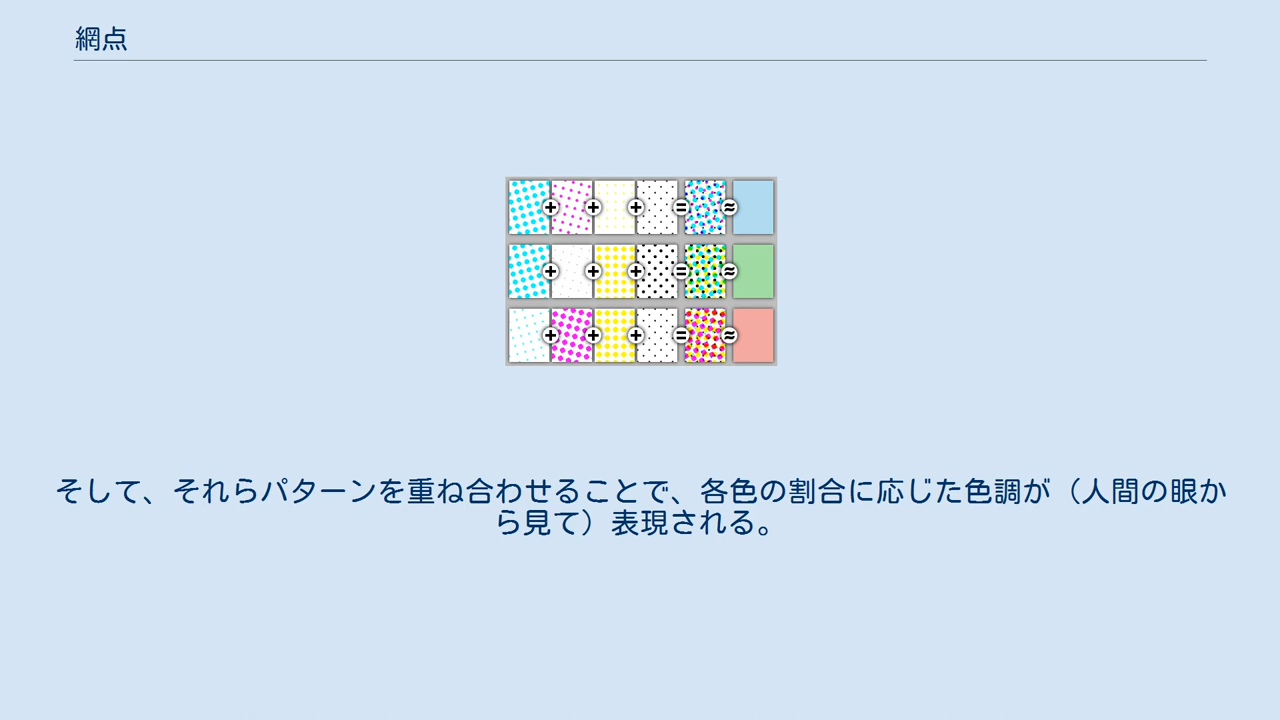 網点
+ + + = ≈
+ + + = ≈
+ + + = ≈
そして、それらパターンを重ね合わせることで、各色の割合に応じた色調が（人間の眼か
ら見て）表現される。